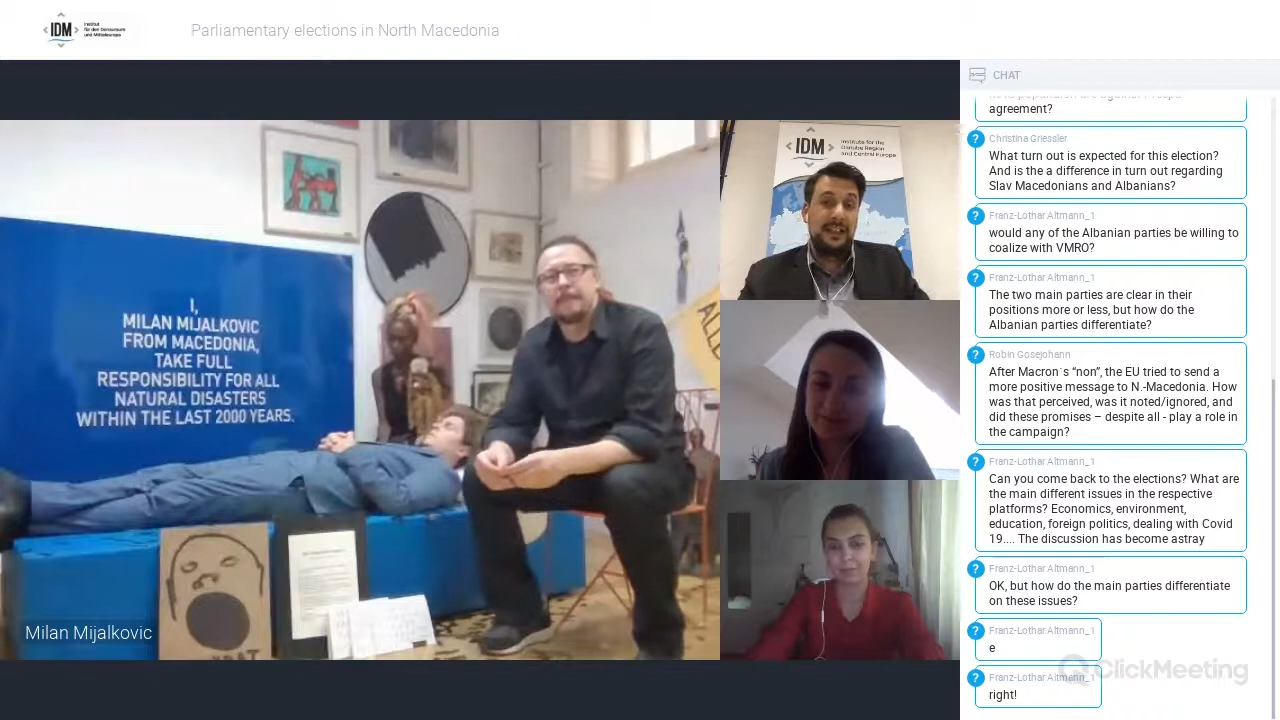 IDM
Institut
für den Donauraum
und Mitteleuropa
Parliamentary elections in North Macedonia
I,
MILAN MIJALKOVIC
FROM MACEDONIA,
TAKE FULL
RESPONSIBILITY FOR ALL
NATURAL DISASTERS
WITHIN THE LAST 2000 YEARS.
Milan Mijalkovic
IDM
Institute for the
Danube Region
and Central Europe
CHAT
agreement?
Christina Griessler
What turn out is expected for this election?
And is the a difference in turn out regarding
Slav Macedonians and Albanians?
Franz-Lothar Altmann_1
would any of the Albanian parties be willing to
coalize with VMRO?
Franz-Lothar Altmann_1
The two main parties are clear in their
positions more or less, but how do the
Albanian parties differentiate?
Robin Gosejohann
After Macron´s “non”, the EU tried to send a
more positive message to N.-Macedonia. How
was that perceived, was it noted/ignored, and
did these promises – despite all - play a role in
the campaign?
Franz-Lothar Altmann_1
Can you come back to the elections? What are
the main different issues in the respective
platforms? Economics, environment,
education, foreign politics, dealing with Covid
19.... The discussion has become astray
Franz-Lothar Altmann_1
OK, but how do the main parties differentiate
on these issues?
Franz-Lothar Altmann_1
e
Franz-Lothar Altmann_1
right!
ClickMeeting